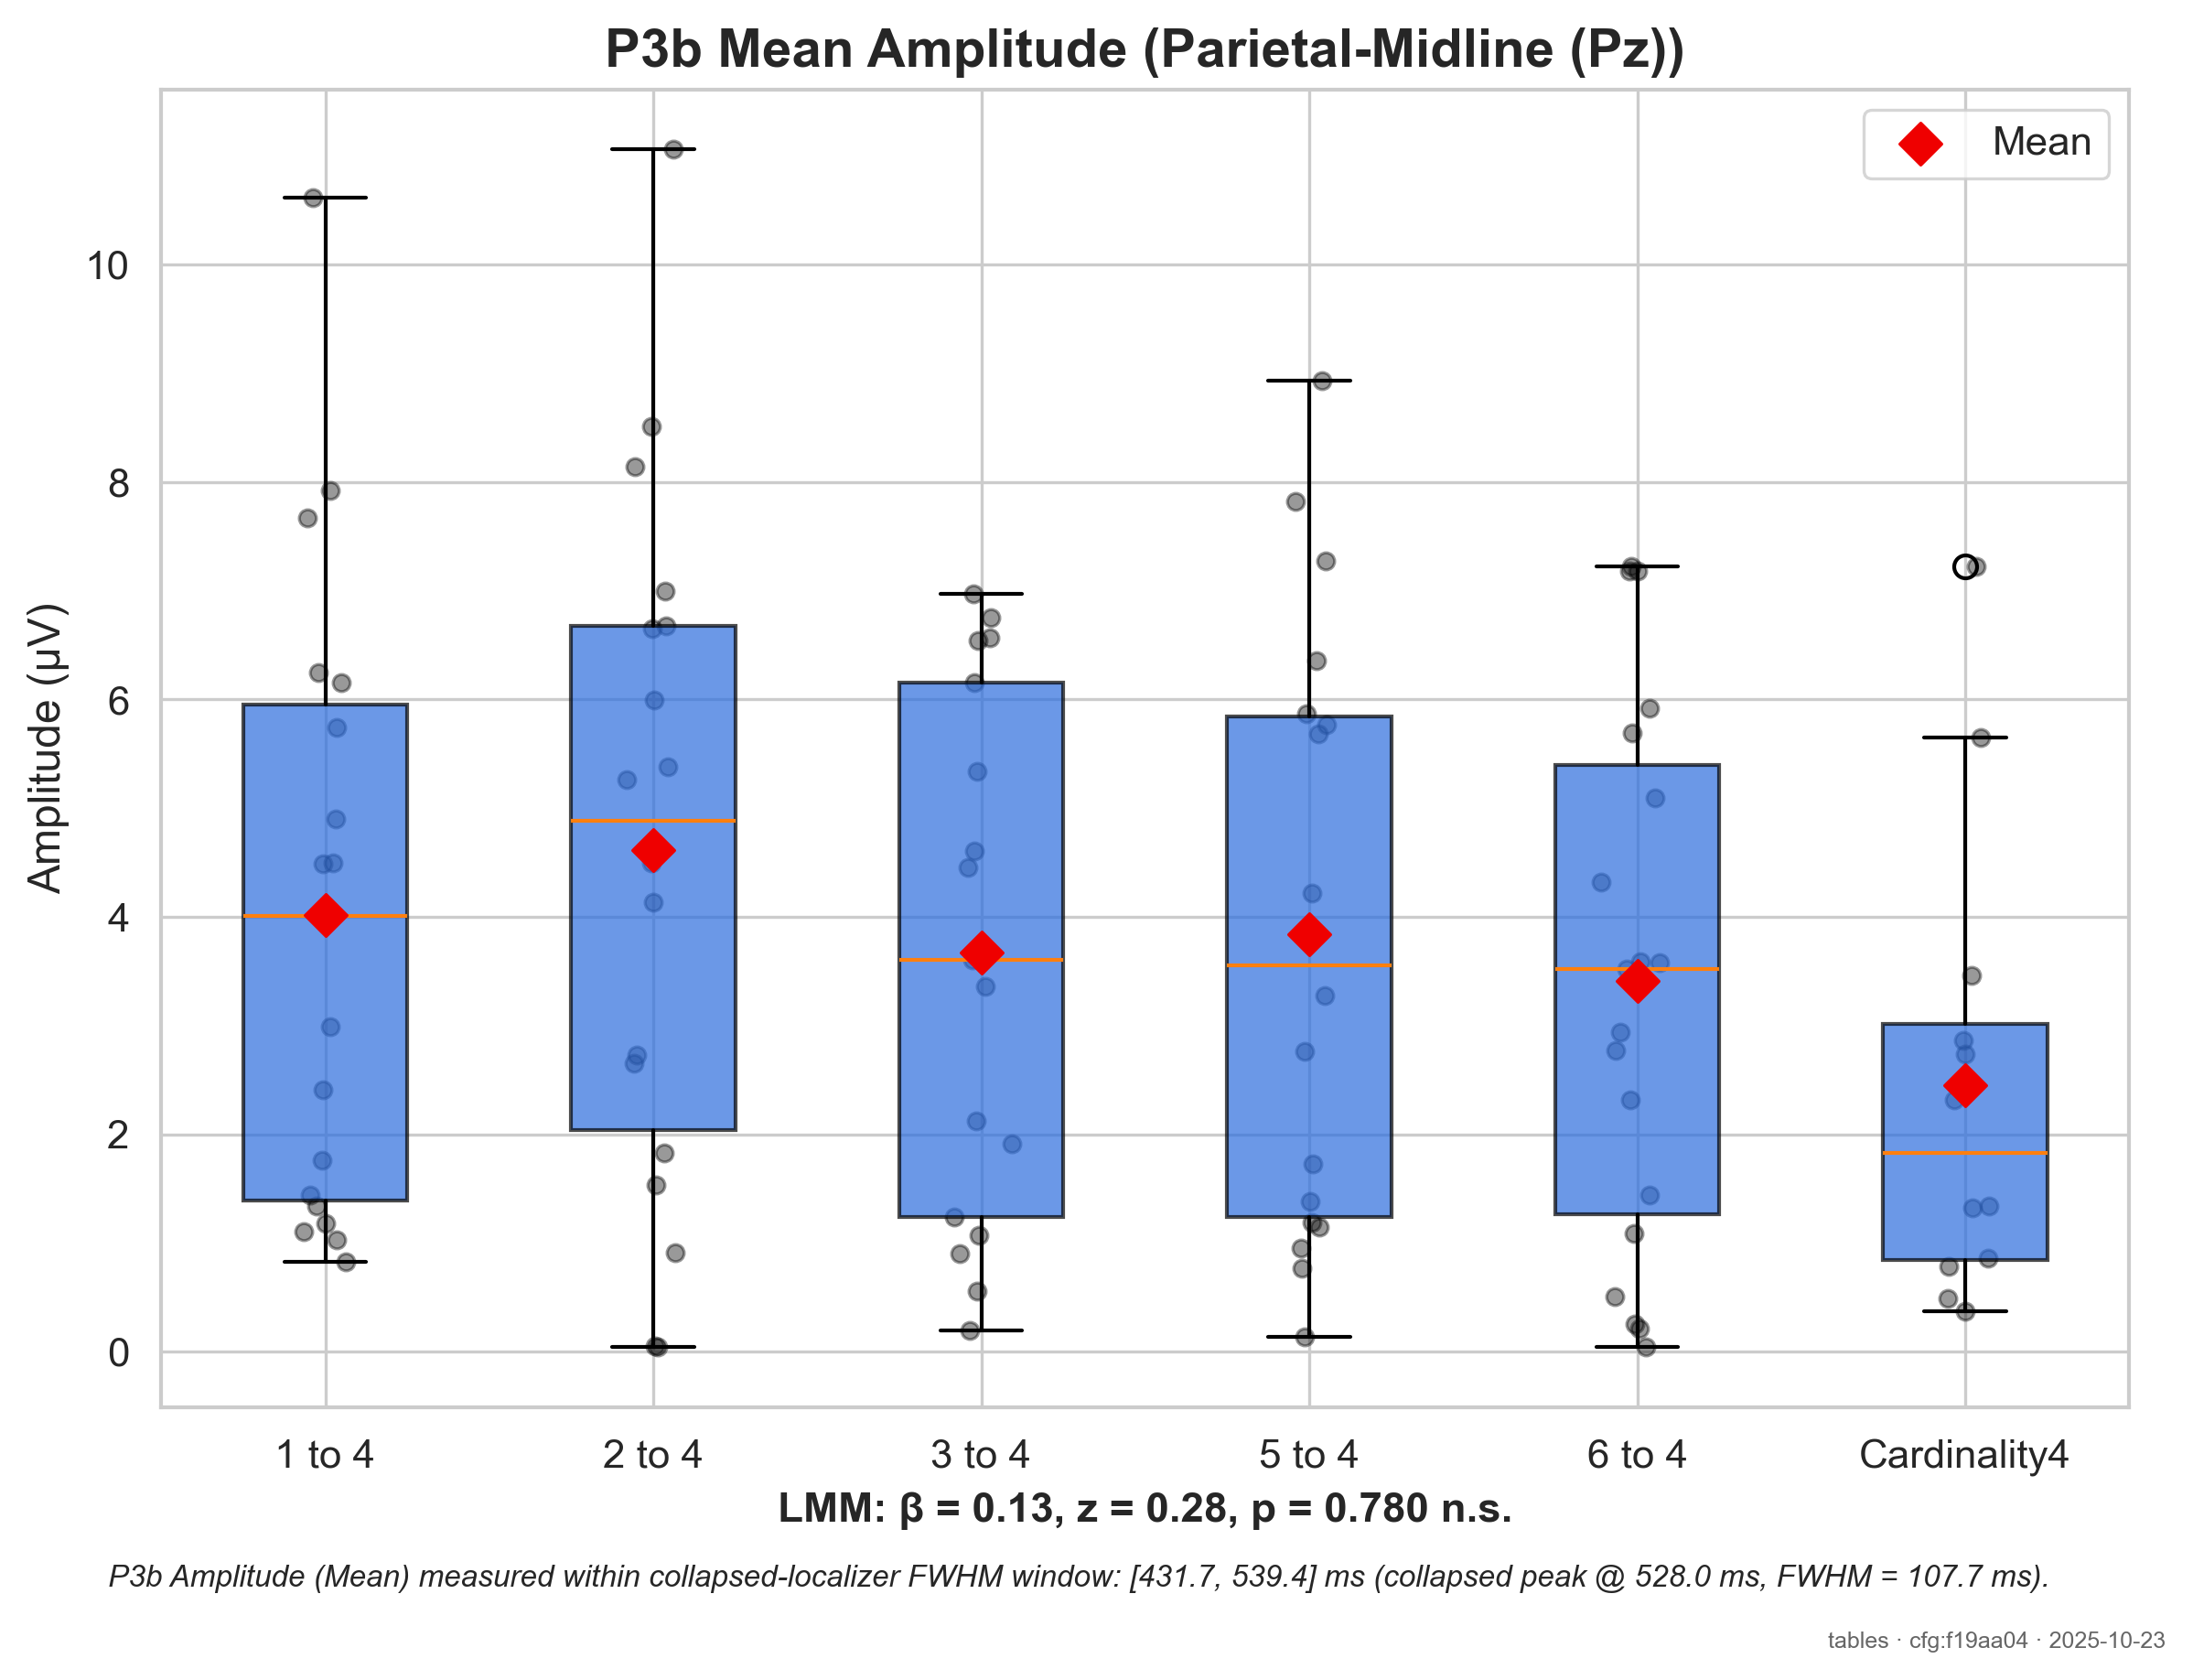 P3b Mean Amplitude (Parietal-Midline (Pz))
Mean
Amplitude (µV)
10
8
6
4
2
0
1 to 4 2 to 4 3 to 4 5 to 4 6 to 4 Cardinality4
LMM: β = 0.13, z = 0.28, p = 0.780 n.s.
P3b Amplitude (Mean) measured within collapsed-localizer FWHM window: [431.7, 539.4] ms (collapsed peak @ 528.0 ms, FWHM = 107.7 ms).
tables · cfg:f19aa04 · 2025-10-23